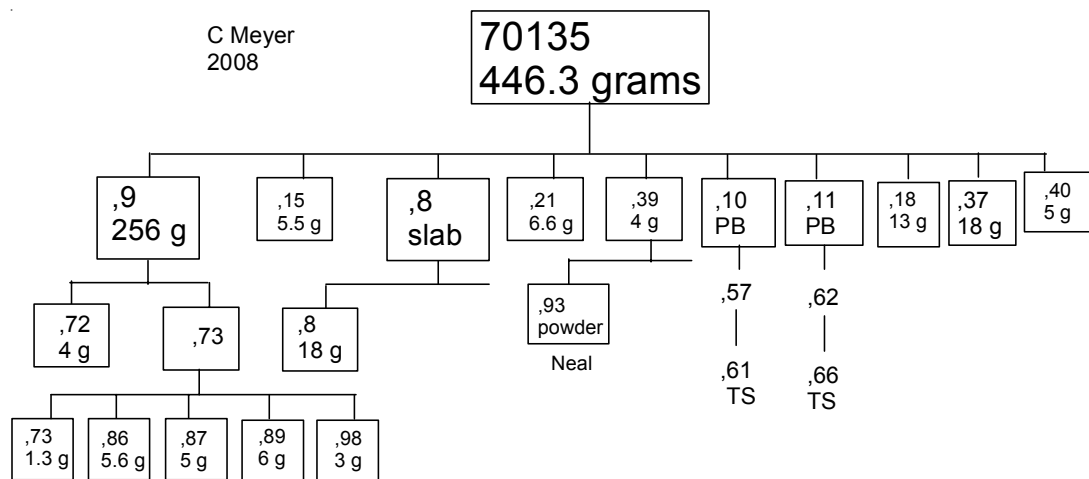 C Meyer
2008
70135
446.3 grams
,9
256 g
,15
5.5 g
,8
slab
,21
6.6 g
,39
4 g
,10
PB
,11
PB
,18
13 g
,37
18 g
,40
5 g
,72
4 g
,73
,8
18 g
,93
powder
Neal
,57
,62
,61
TS
,66
TS
,73
1.3 g
,86
5.6 g
,87
5 g
,89
6 g
,98
3 g